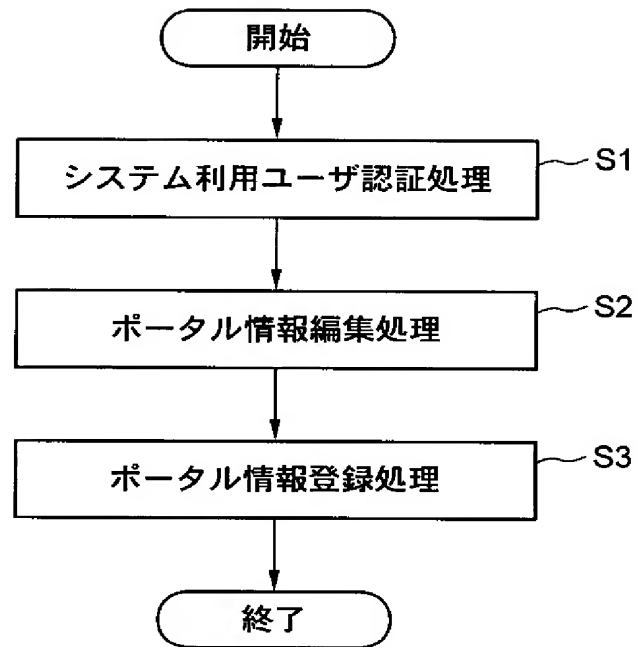 開始
システム利用ユーザ認証処理
S1
ポータル情報編集処理
S2
ポータル情報登録処理
S3
終了